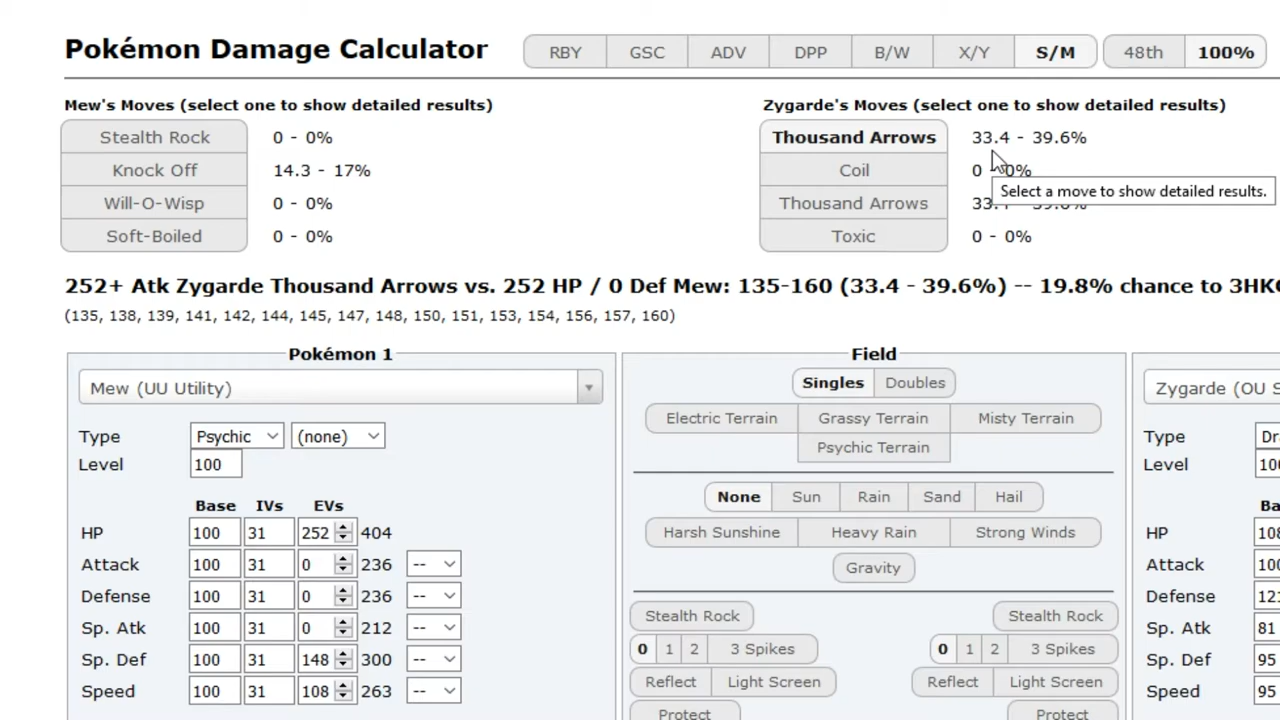 Pokémon Damage Calculator
RBY GSC ADV DPP B/W X/Y S/M 48th 100%
Mew's Moves (select one to show detailed results)
Zygarde's Moves (select one to show detailed results)
Stealth Rock 0 - 0%
Thousand Arrows 33.4 - 39.6%
Knock Off 14.3 - 17%
Coil 0 - 0%
Select a move to show detailed results.
Will-O-Wisp 0 - 0%
Thousand Arrows
Soft-Boiled 0 - 0%
Toxic 0 - 0%
252+ Atk Zygarde Thousand Arrows vs. 252 HP / 0 Def Mew: 135-160 (33.4 - 39.6%) -- 19.8% chance to 3HK
(135, 138, 139, 141, 142, 144, 145, 147, 148, 150, 151, 153, 154, 156, 157, 160)
Pokémon 1
Mew (UU Utility)
Type Psychic (none)
Level 100
Base IVs EVs
HP 100 31 252 404
Attack 100 31 0 236 --
Defense 100 31 0 236 --
Sp. Atk 100 31 0 212 --
Sp. Def 100 31 148 300 --
Speed 100 31 108 263 --
Field
Singles Doubles
Electric Terrain Grassy Terrain Misty Terrain
Psychic Terrain
None Sun Rain Sand Hail
Harsh Sunshine Heavy Rain Strong Winds
Gravity
Stealth Rock Stealth Rock
0 1 2 3 Spikes 0 1 2 3 Spikes
Reflect Light Screen Reflect Light Screen
Protect Protect
Zygarde (OU
Type
Level
HP
Attack
Defense
Sp. Atk 81
Sp. Def 95
Speed 95